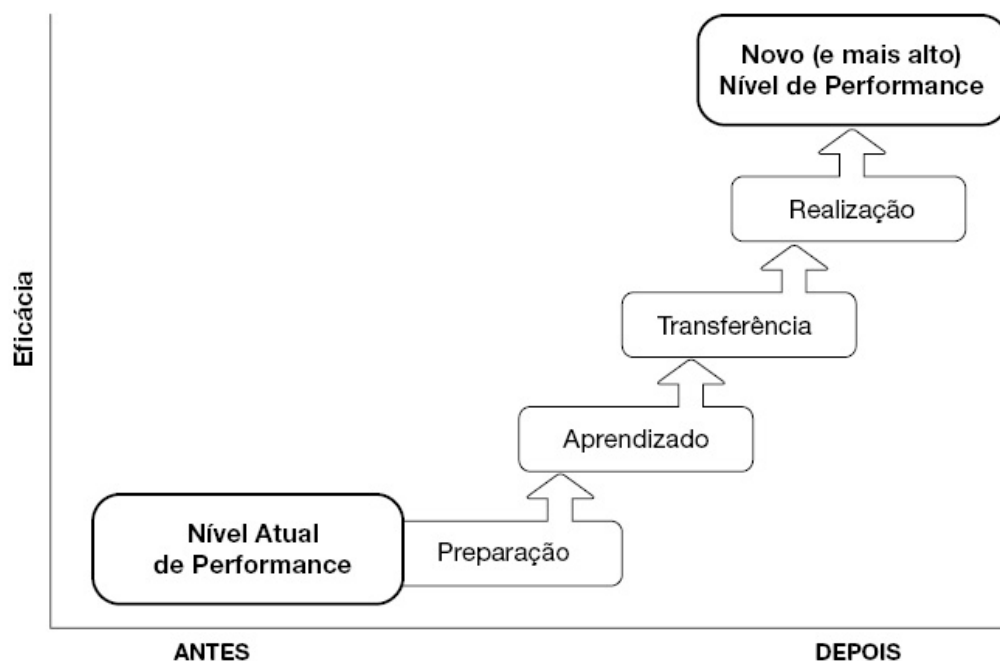 Novo (e mais alto)
Nível de Performance
Realização
Transferência
Aprendizado
Nível Atual
de Performance
Preparação
Eficácia
ANTES
DEPOIS